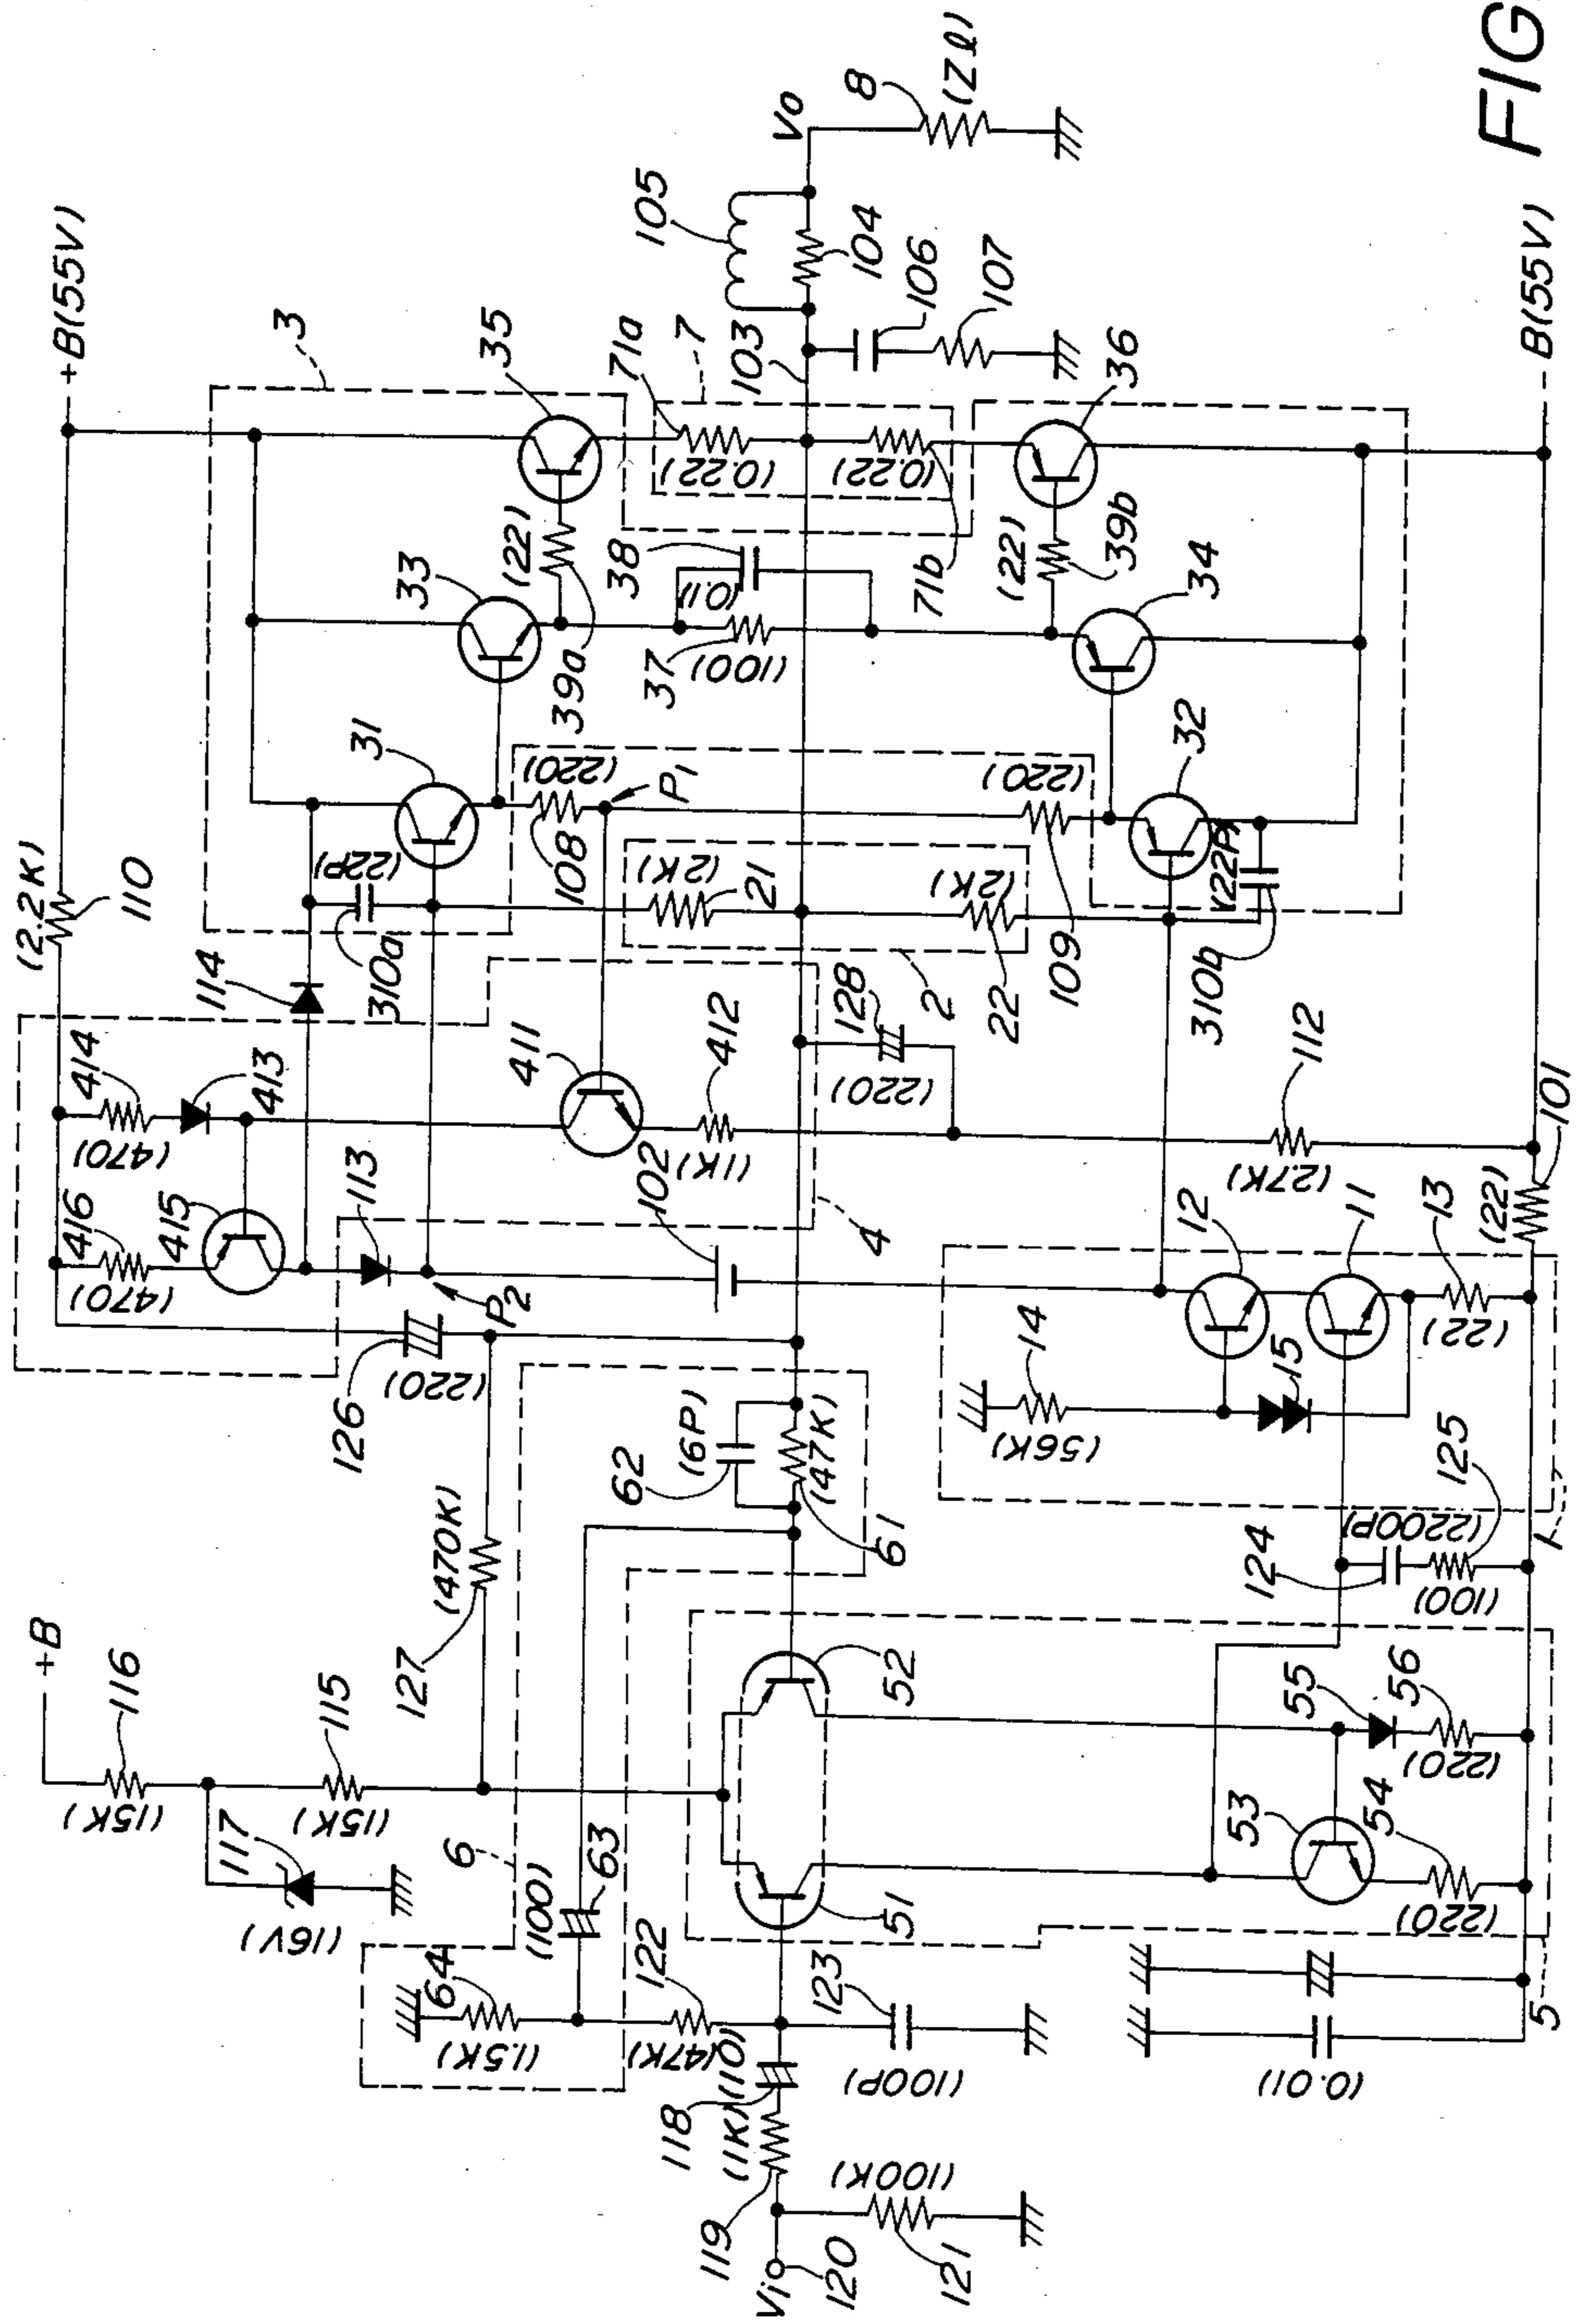 +B
116
(15K)
117
(16V)
115
(15K)
127
(470K)
6
64
(1.5K)
(100)
63
122
(47K)
(10)
118
(1K)
119
Vi
120
121
(100K)
123
(100P)
(0.01)
5
51
52
53
54
(220)
55
56
(220)
124
(2200P)
125
(100)
1
62
(6P)
(47K)
61
126
(220)
416
(470)
415
414
(470)
413
113
P2
102
4
411
412
(1K)
128
(220)
112
(2.7K)
14
(56K)
15
12
11
13
(22)
(22)
101
(2.2K)
110
114
310a
(22P)
31
108
(220)
P1
(2K)
21
(2K)
22
2
109
(220)
32
(22P)
310b
33
39a
(22)
37
(100)
38
(0.1)
34
39b
(22)
3
35
71a
(0.22)
7
103
(0.22)
71b
36
+B(55V)
-B(55V)
105
104
106
107
Vo
8
(Zℓ)
FIG